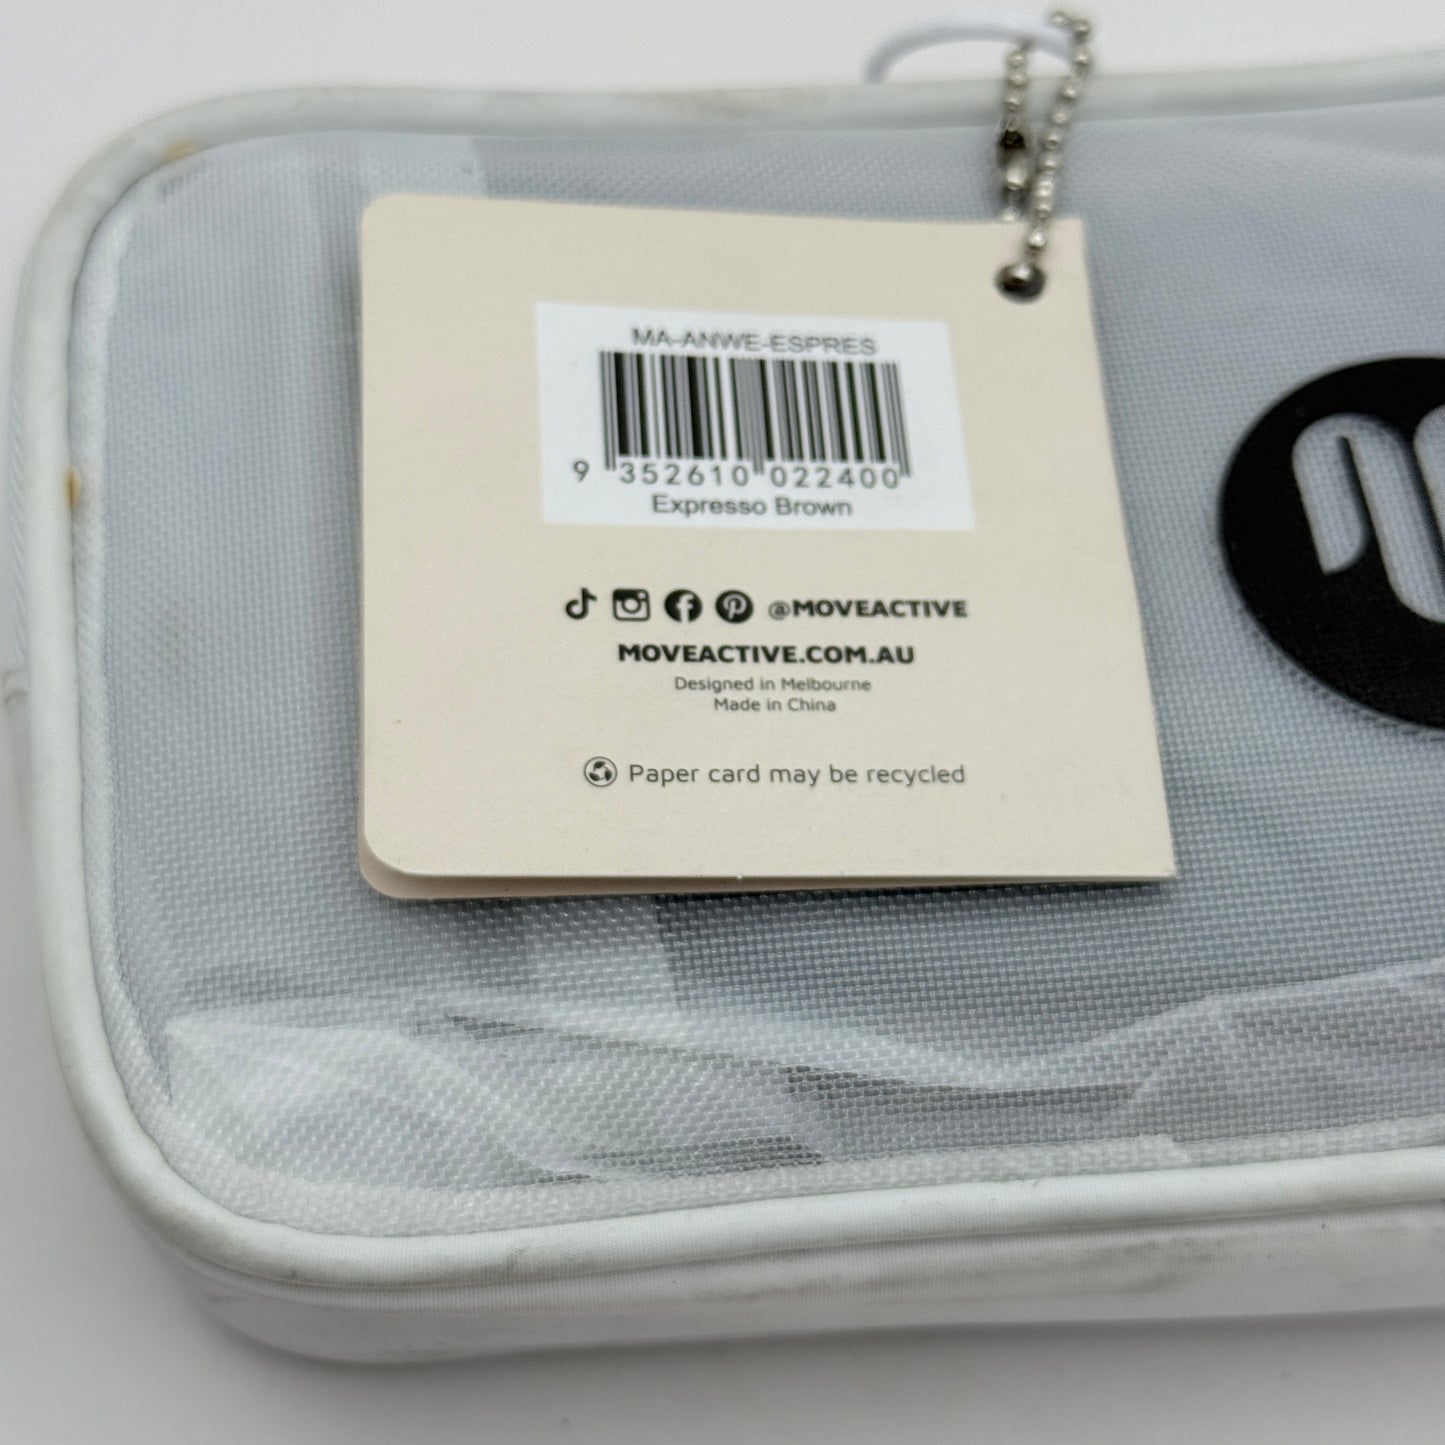 MA-ANWE-ESPRES
9 352610 022400
Expresso Brown
@MOVEACTIVE
MOVEACTIVE.COM.AU
Designed in Melbourne
Made in China
Paper card may be recycled